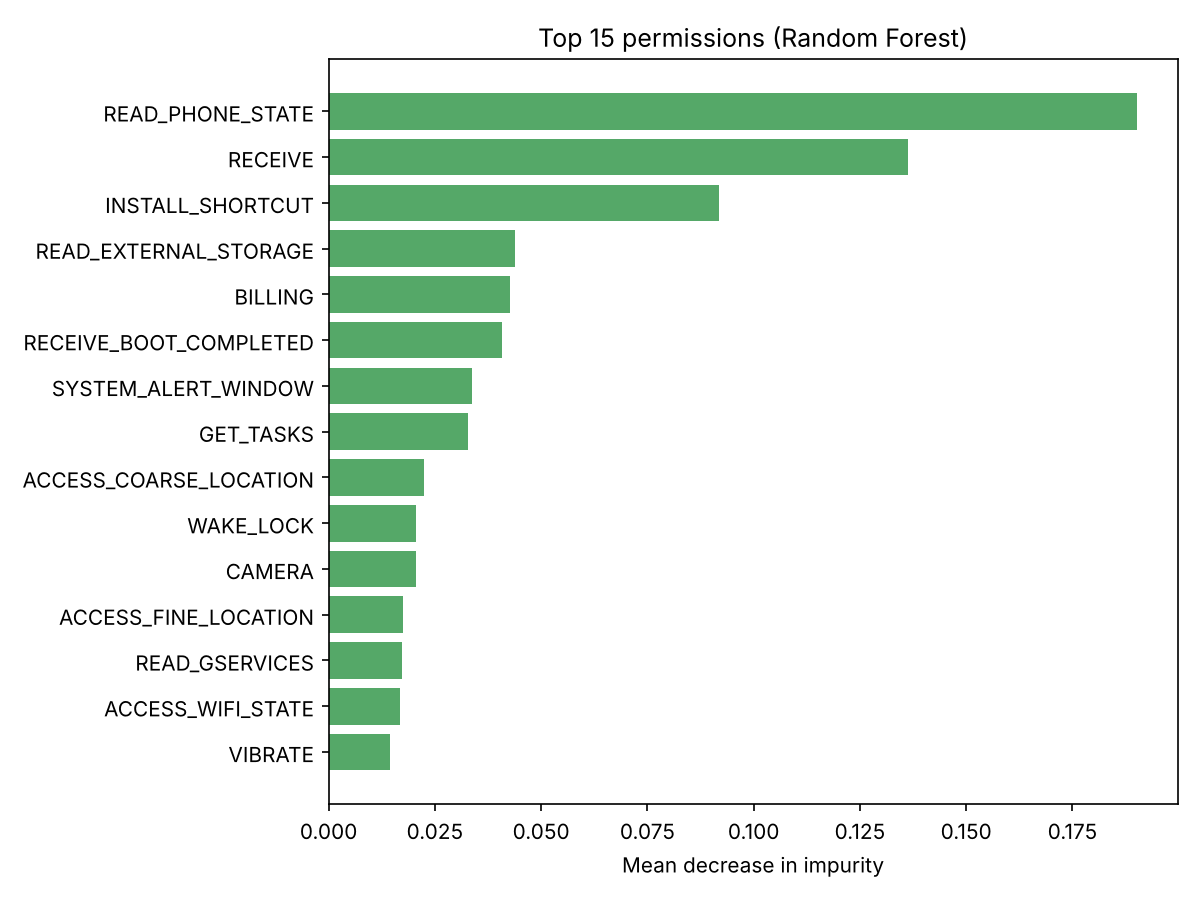 Top 15 permissions (Random Forest)
READ_PHONE_STATE
RECEIVE
INSTALL_SHORTCUT
READ_EXTERNAL_STORAGE
BILLING
RECEIVE_BOOT_COMPLETED
SYSTEM_ALERT_WINDOW
GET_TASKS
ACCESS_COARSE_LOCATION
WAKE_LOCK
CAMERA
ACCESS_FINE_LOCATION
READ_GSERVICES
ACCESS_WIFI_STATE
VIBRATE
0.000 0.025 0.050 0.075 0.100 0.125 0.150 0.175
Mean decrease in impurity